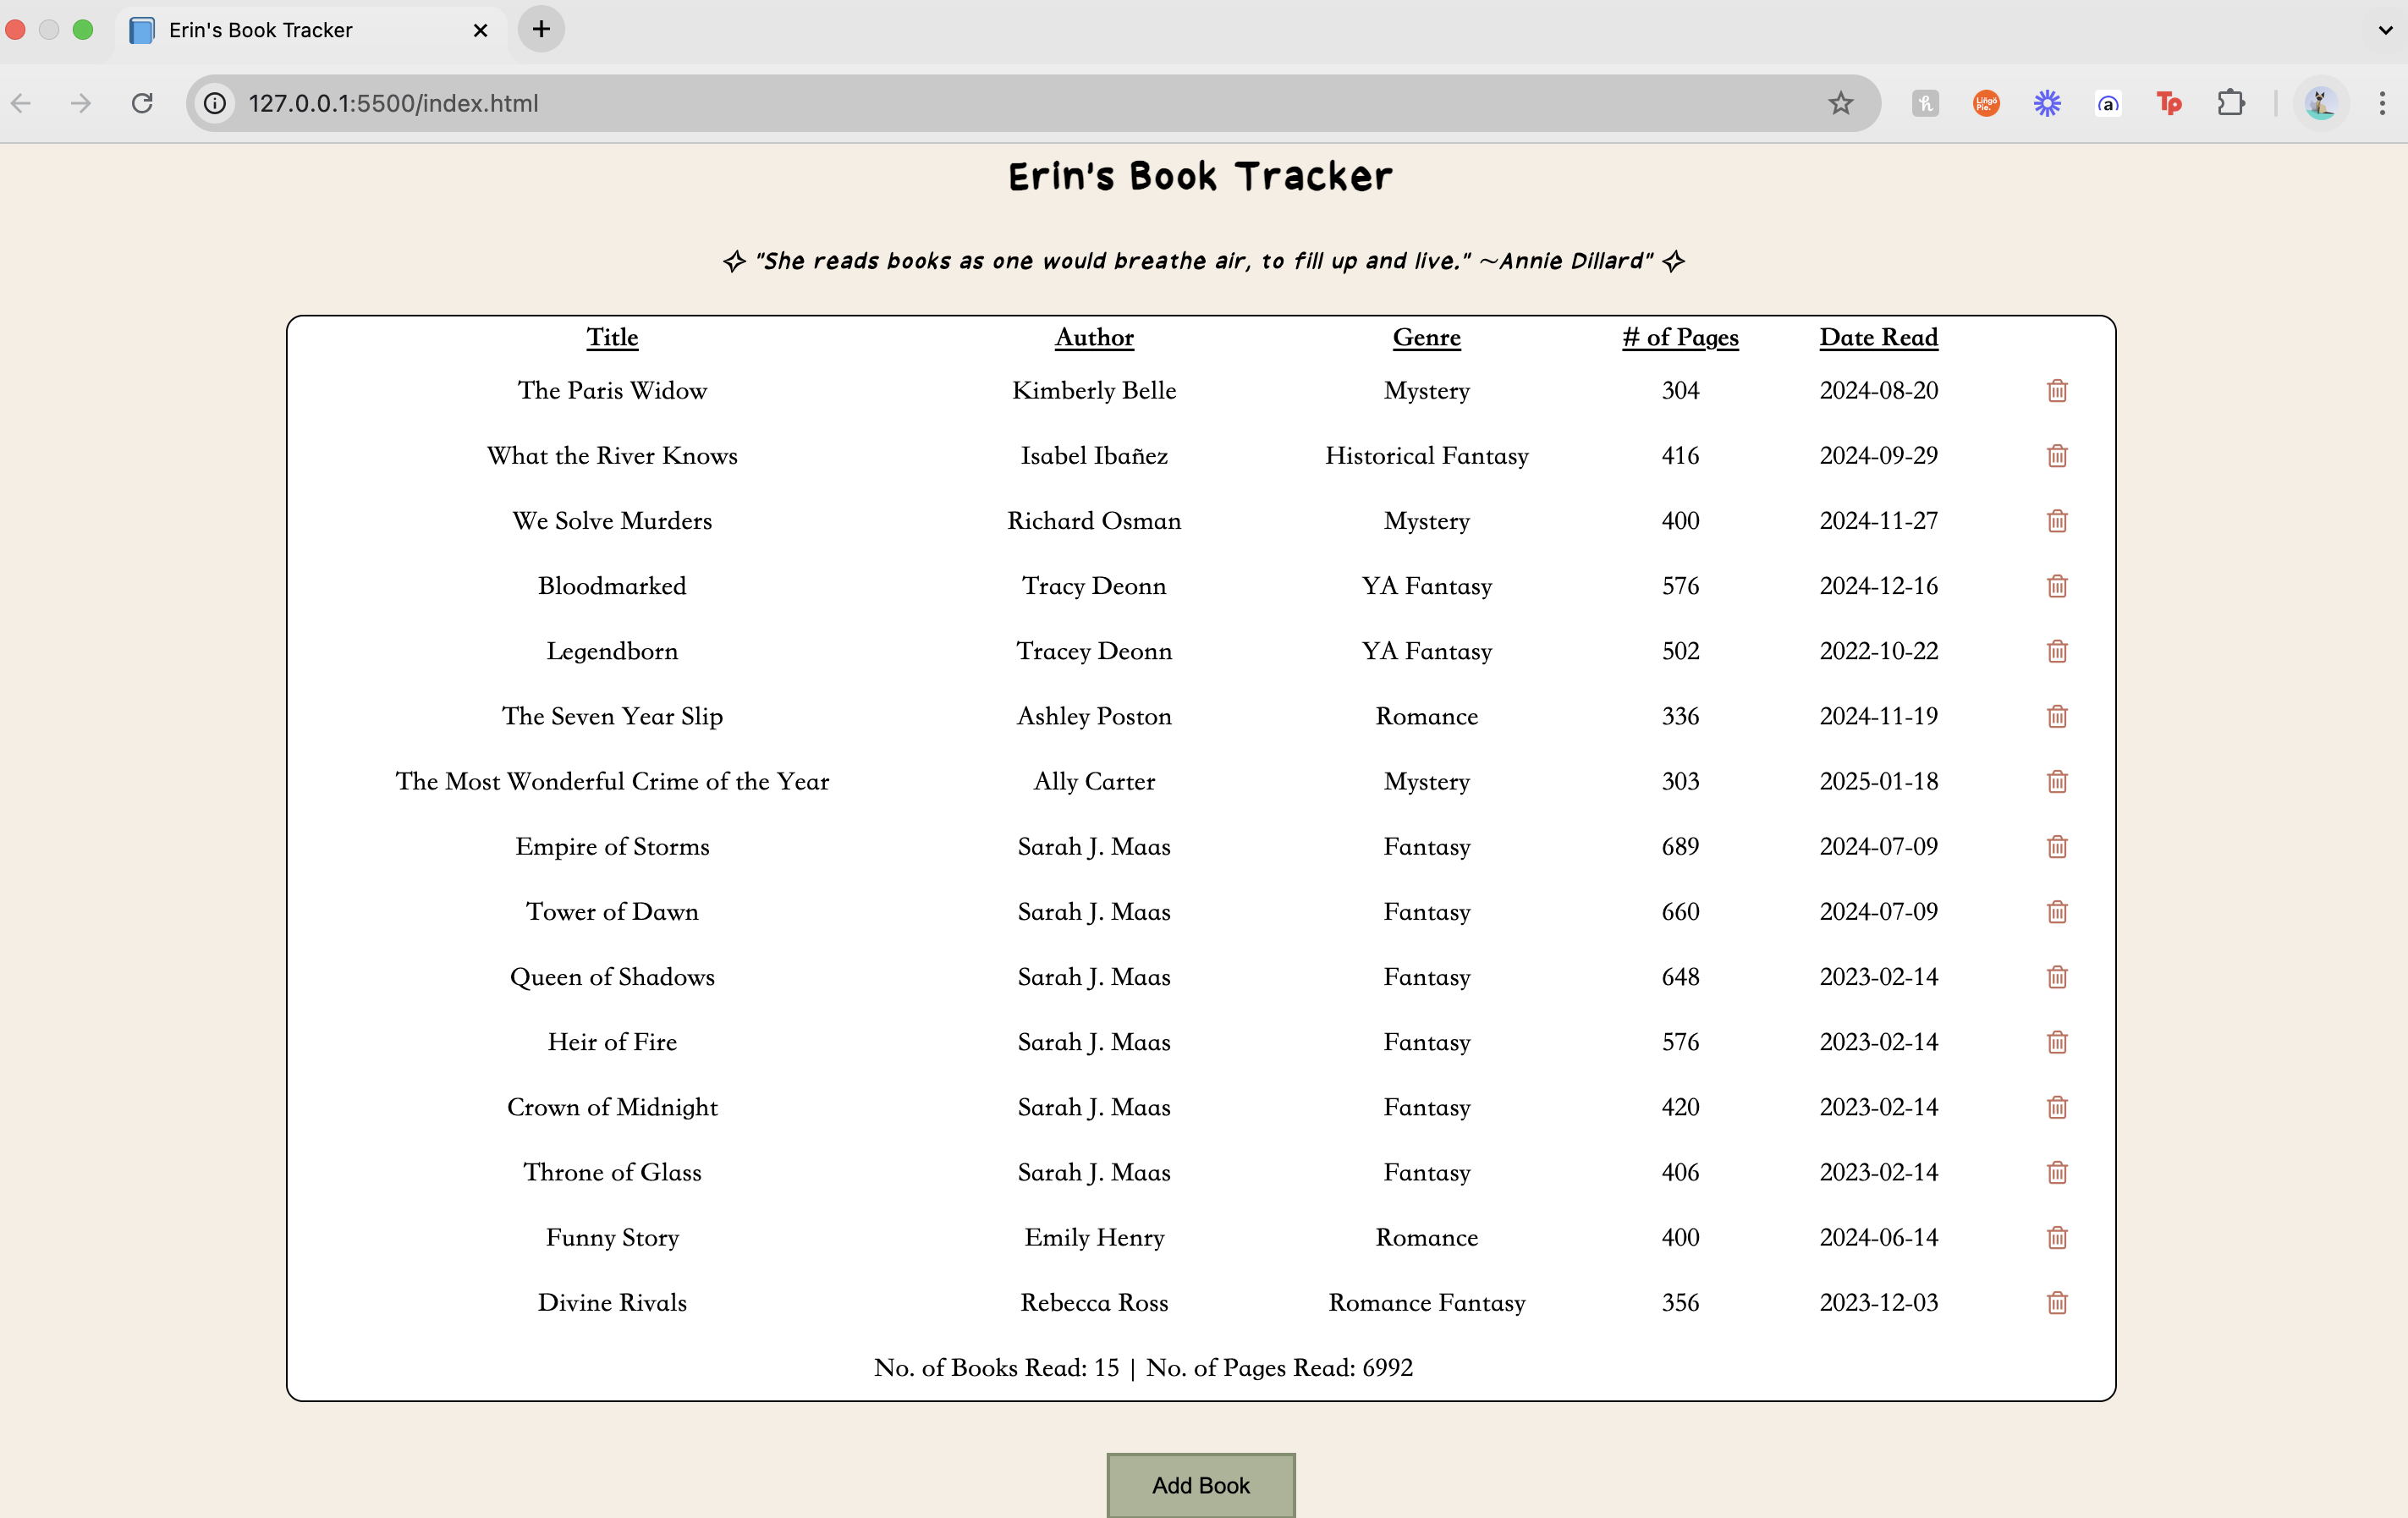 Erin's Book Tracker
127.0.0.1:5500/index.html
Lingo Pie.
a
Tp
Erin's Book Tracker
✧ "She reads books as one would breathe air, to fill up and live." ~Annie Dillard" ✧
Title Author Genre # of Pages Date Read
The Paris Widow Kimberly Belle Mystery 304 2024-08-20
What the River Knows Isabel Ibañez Historical Fantasy 416 2024-09-29
We Solve Murders Richard Osman Mystery 400 2024-11-27
Bloodmarked Tracy Deonn YA Fantasy 576 2024-12-16
Legendborn Tracey Deonn YA Fantasy 502 2022-10-22
The Seven Year Slip Ashley Poston Romance 336 2024-11-19
The Most Wonderful Crime of the Year Ally Carter Mystery 303 2025-01-18
Empire of Storms Sarah J. Maas Fantasy 689 2024-07-09
Tower of Dawn Sarah J. Maas Fantasy 660 2024-07-09
Queen of Shadows Sarah J. Maas Fantasy 648 2023-02-14
Heir of Fire Sarah J. Maas Fantasy 576 2023-02-14
Crown of Midnight Sarah J. Maas Fantasy 420 2023-02-14
Throne of Glass Sarah J. Maas Fantasy 406 2023-02-14
Funny Story Emily Henry Romance 400 2024-06-14
Divine Rivals Rebecca Ross Romance Fantasy 356 2023-12-03
No. of Books Read: 15 | No. of Pages Read: 6992
Add Book